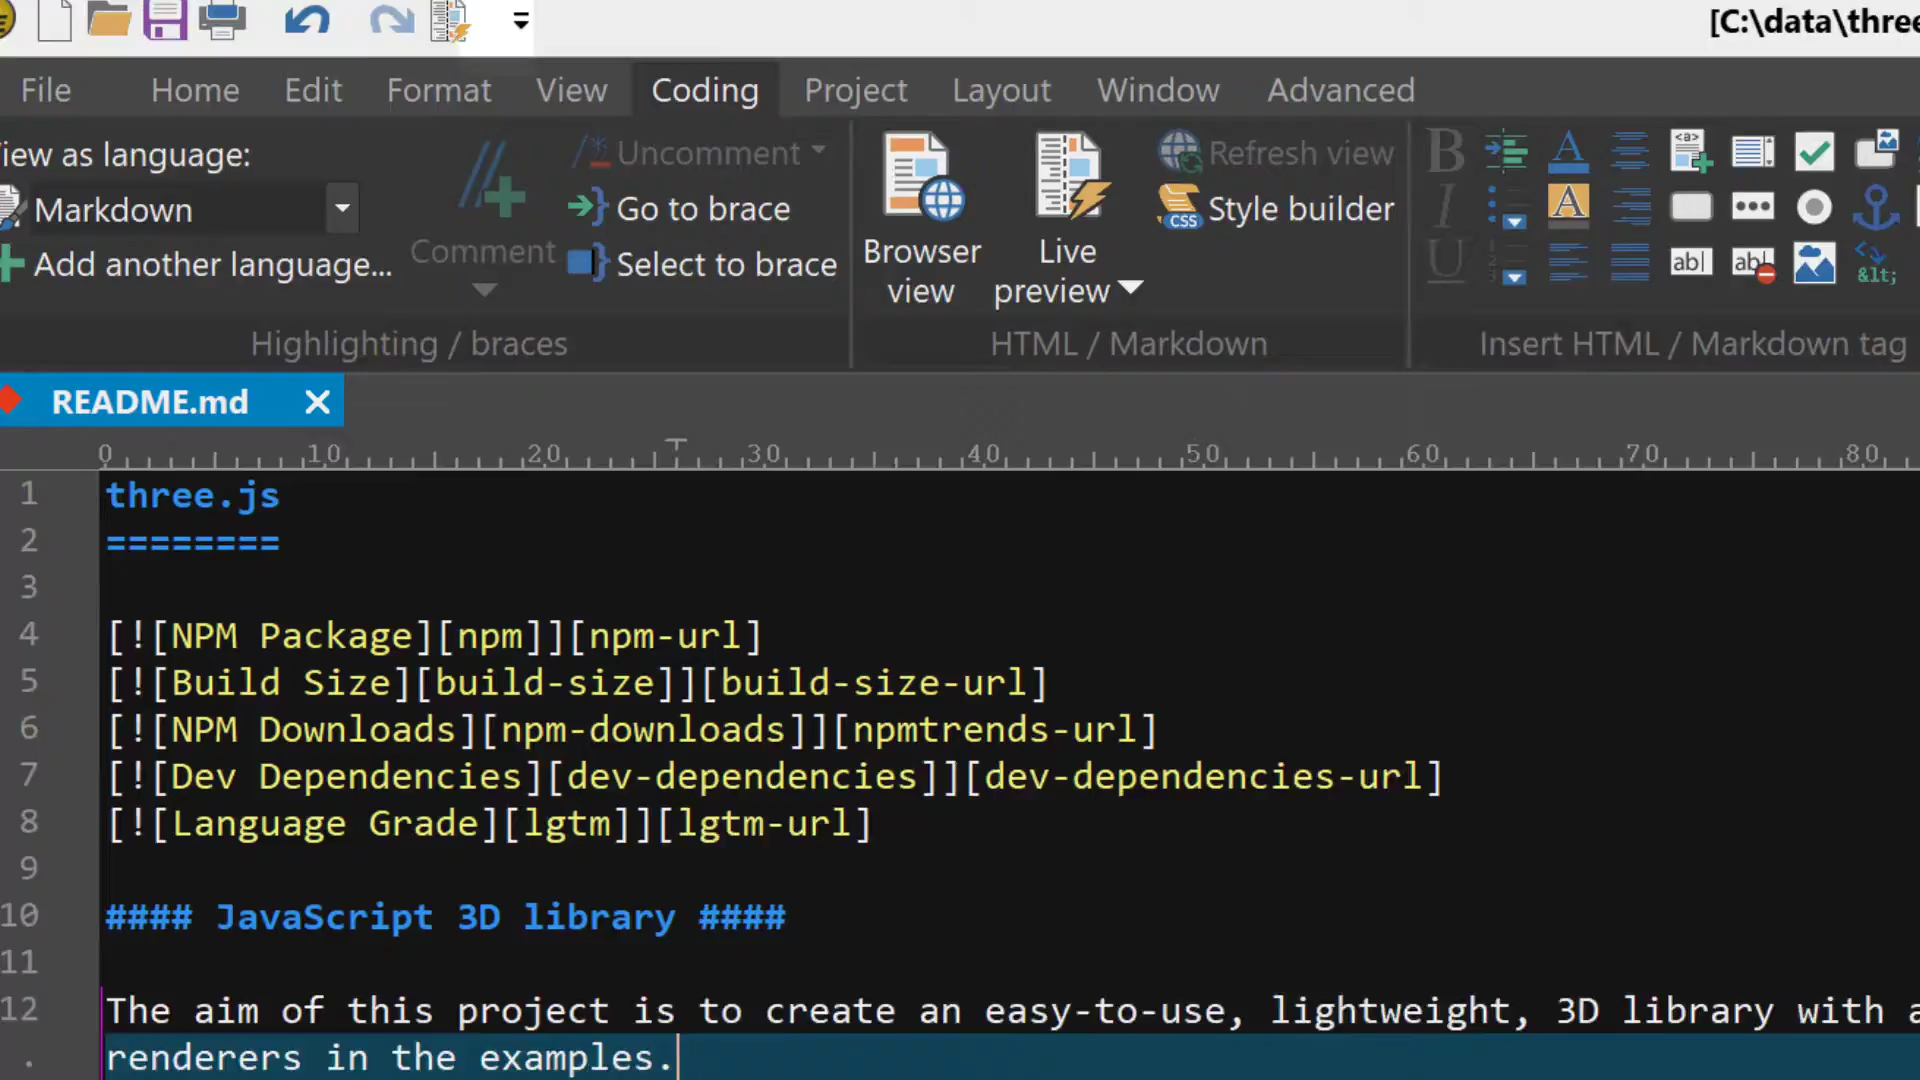 [C:\data\three
File Home Edit Format View Coding Project Layout Window Advanced
iew as language:
Markdown
Add another language...
Comment
Uncomment
Go to brace
Select to brace
Highlighting / braces
Browser view
Live preview
Refresh view
CSS Style builder
HTML / Markdown
B A <a>
I A
U ab| ab| &lt;
Insert HTML / Markdown tag
README.md
0 10 20 30 40 50 60 70 80
1 three.js
2 ========
3
4 [![NPM Package][npm]][npm-url]
5 [![Build Size][build-size]][build-size-url]
6 [![NPM Downloads][npm-downloads]][npmtrends-url]
7 [![Dev Dependencies][dev-dependencies]][dev-dependencies-url]
8 [![Language Grade][lgtm]][lgtm-url]
9
10 #### JavaScript 3D library ####
11
12 The aim of this project is to create an easy-to-use, lightweight, 3D library with a
. renderers in the examples.